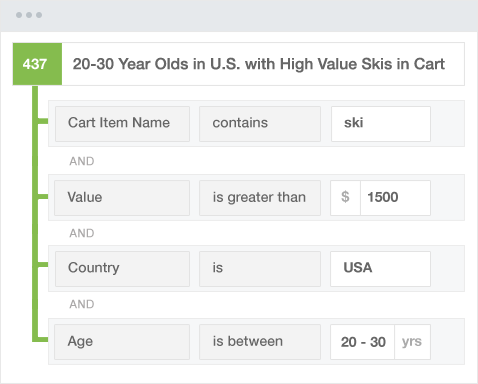 437 20-30 Year Olds in U.S. with High Value Skis in Cart
Cart Item Name contains ski
AND
Value is greater than $ 1500
AND
Country is USA
AND
Age is between 20 - 30 yrs